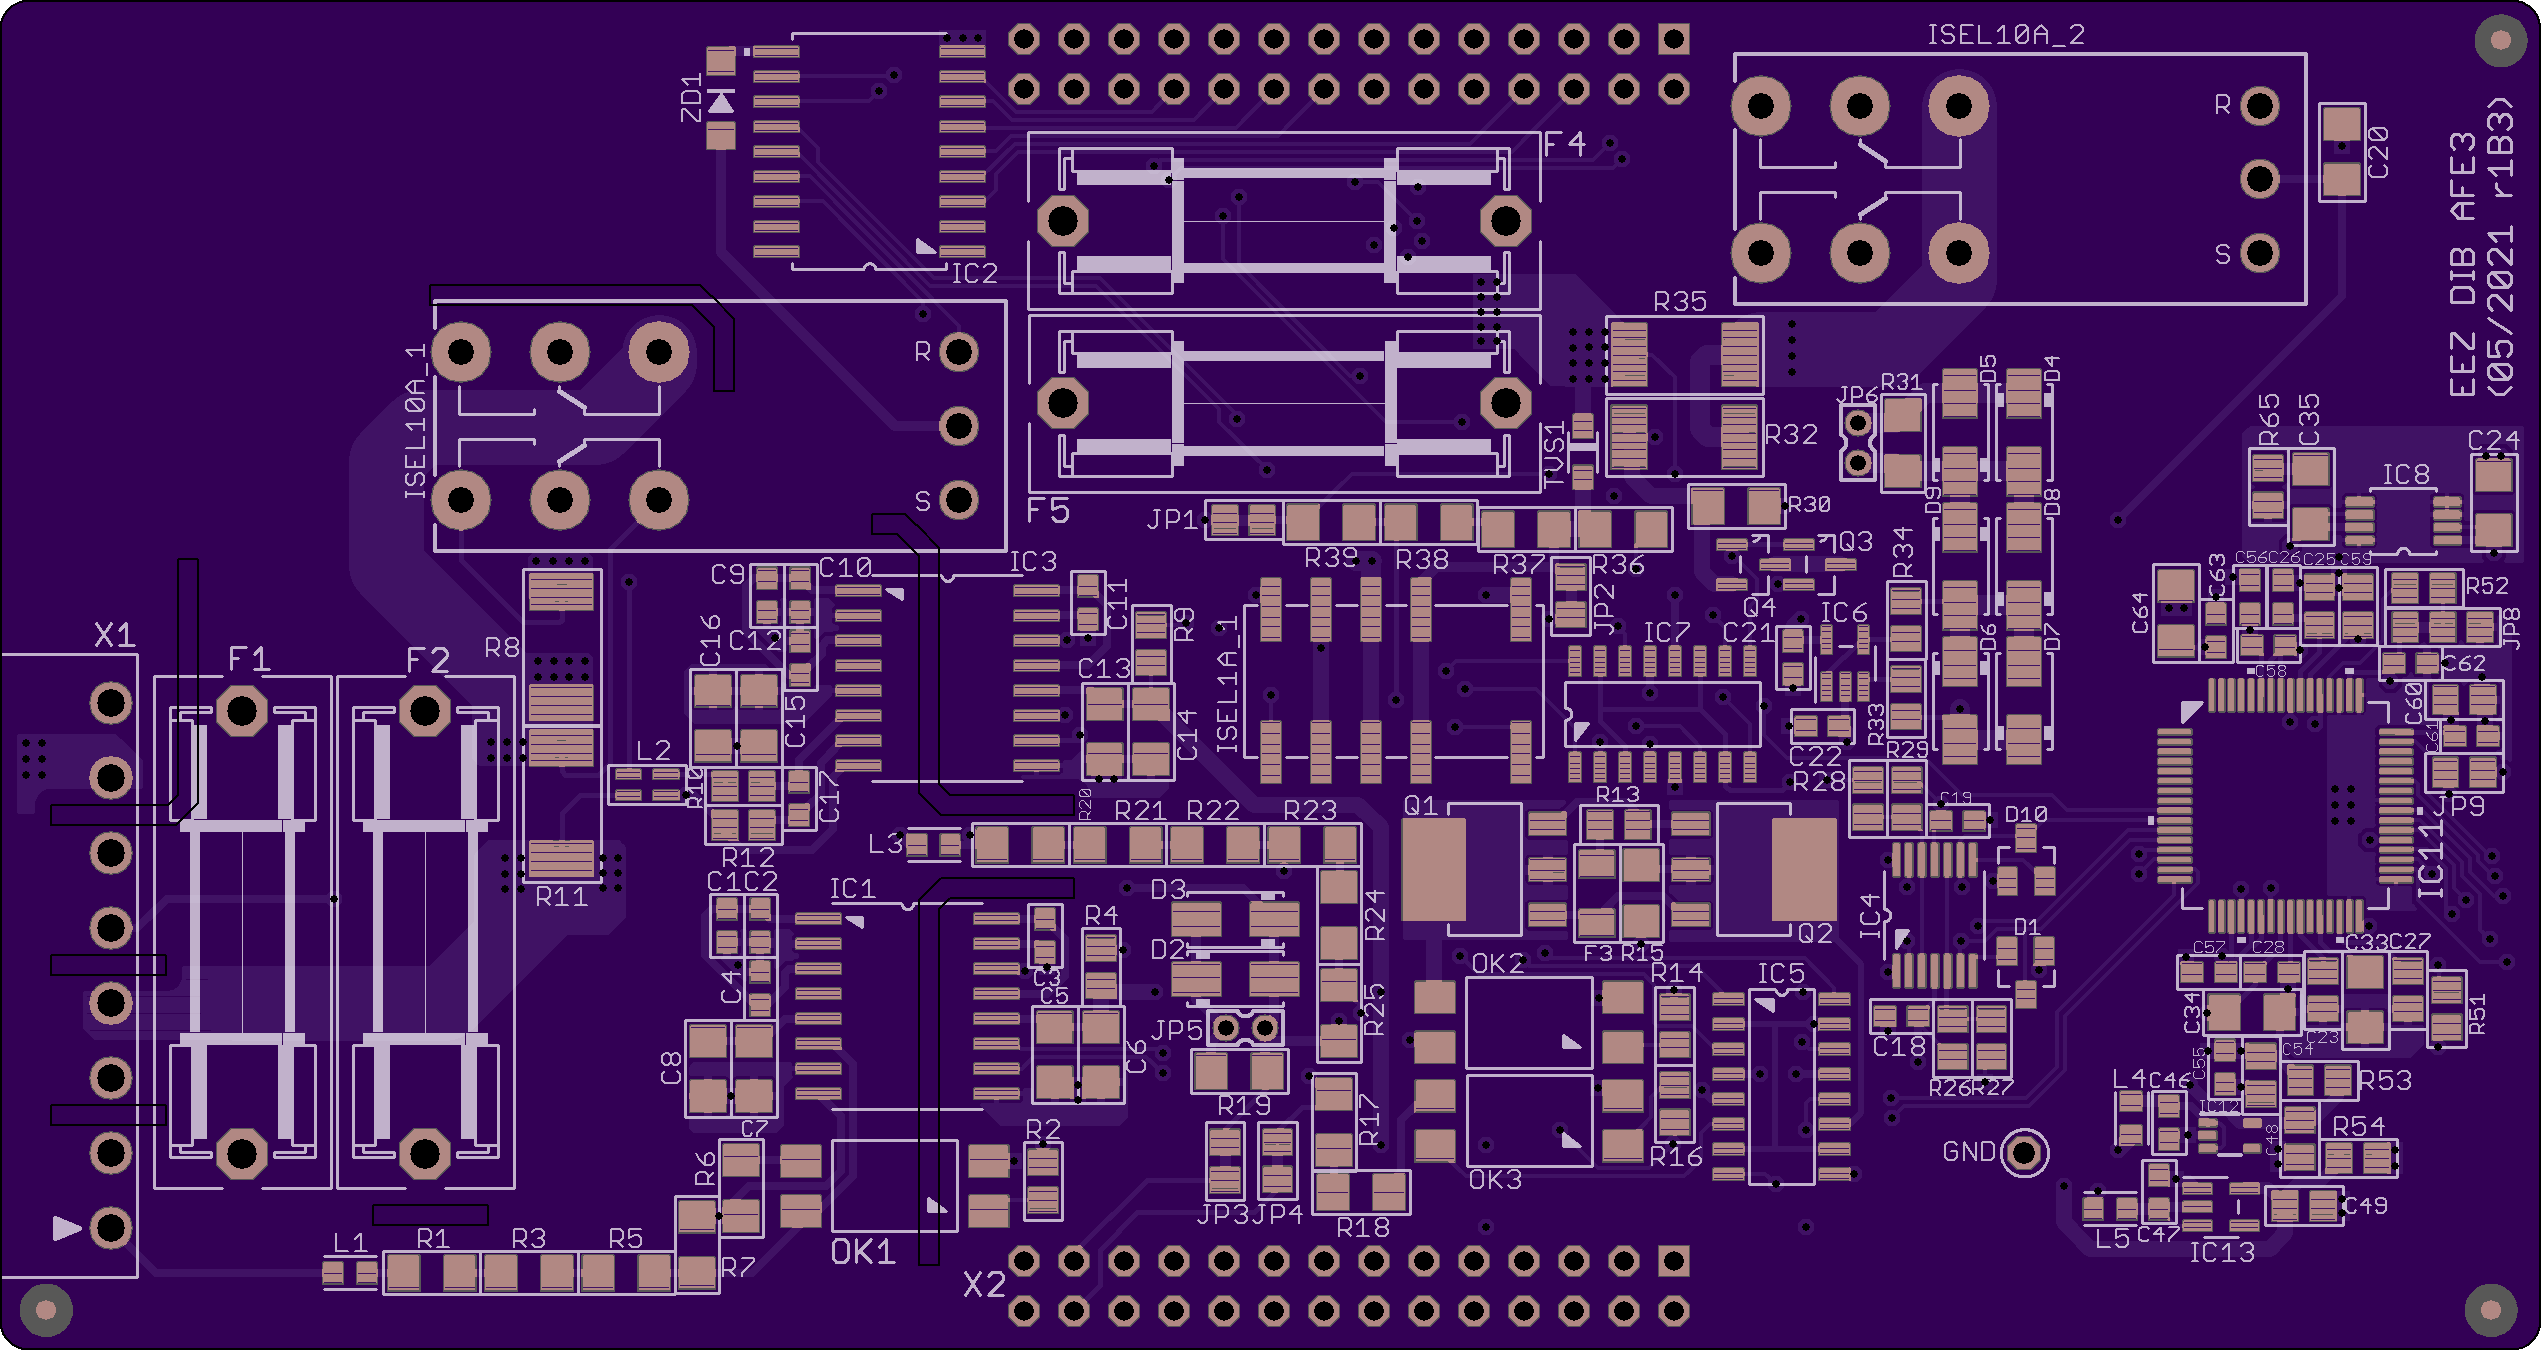 ISEL10A_2
ZD1
IC2
F4
R
S
C20
EEZ DIB AFE3
(05/2021 r1B3)
ISEL10A_1
R
S
F5
R35
R32
TVS1
JP6
R31
D5
D4
D9
D8
R65
C35
IC8
C24
JP1
R39
R38
R37
R36
R30
Q3
Q4
R34
IC3
C9
C10
C11
R9
C12
C16
C15
C13
C14
ISEL1A_1
JP2
IC7
C21
IC6
C22
R33
R29
R28
D6
D7
C64
C63
C56
C26
C25
C59
R52
JP8
C58
C62
C60
C61
JP9
IC11
X1
F1
F2
R8
L2
R10
C17
R12
R11
R20
R21
R22
R23
L3
Q1
R13
Q2
F3
R15
C19
D10
D1
IC4
C1
C2
IC1
C4
C3
C5
R4
D3
D2
R24
R25
OK2
R14
IC5
C8
C6
JP5
R19
R17
OK3
R16
C18
R26
R27
C57
C28
C33
C27
C34
C23
R51
C55
C54
R53
L4
C46
IC12
C48
R54
C47
L5
C49
IC13
GND
C7
R6
R2
OK1
R7
L1
R1
R3
R5
JP3
JP4
R18
X2